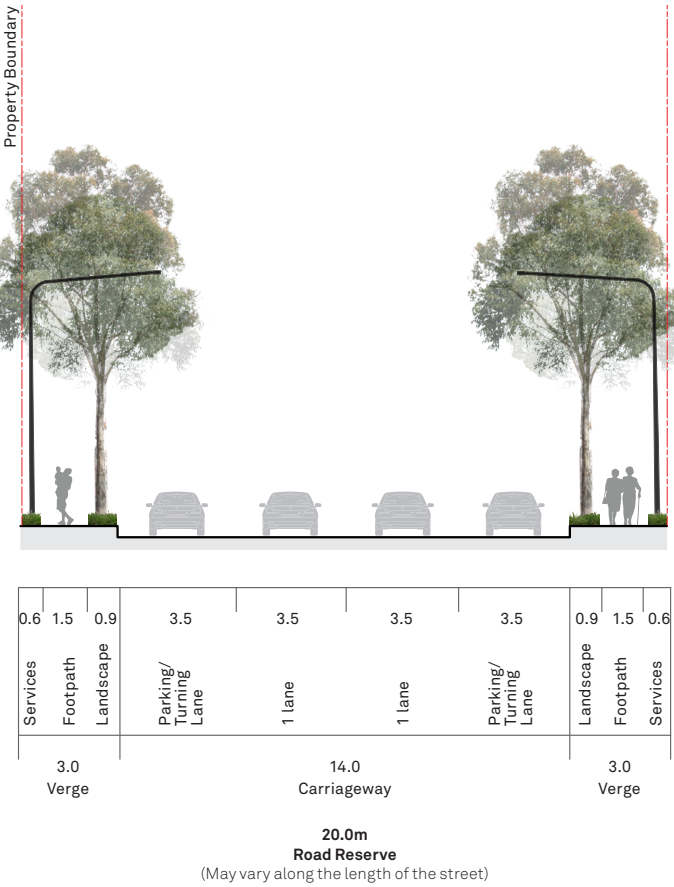 Property Boundary
0.6 1.5 0.9 3.5 3.5 3.5 3.5 0.9 1.5 0.6
Services
Footpath
Landscape
Parking/
Turning
Lane
1 lane
1 lane
Parking/
Turning
Lane
Landscape
Footpath
Services
3.0
Verge
14.0
Carriageway
3.0
Verge
20.0m
Road Reserve
(May vary along the length of the street)